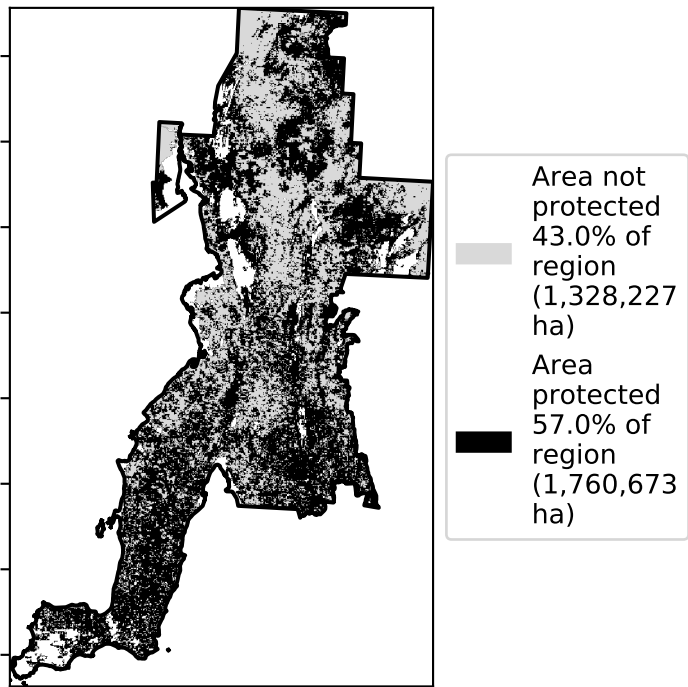 Area not
protected
43.0% of
region
(1,328,227
ha)
Area
protected
57.0% of
region
(1,760,673
ha)